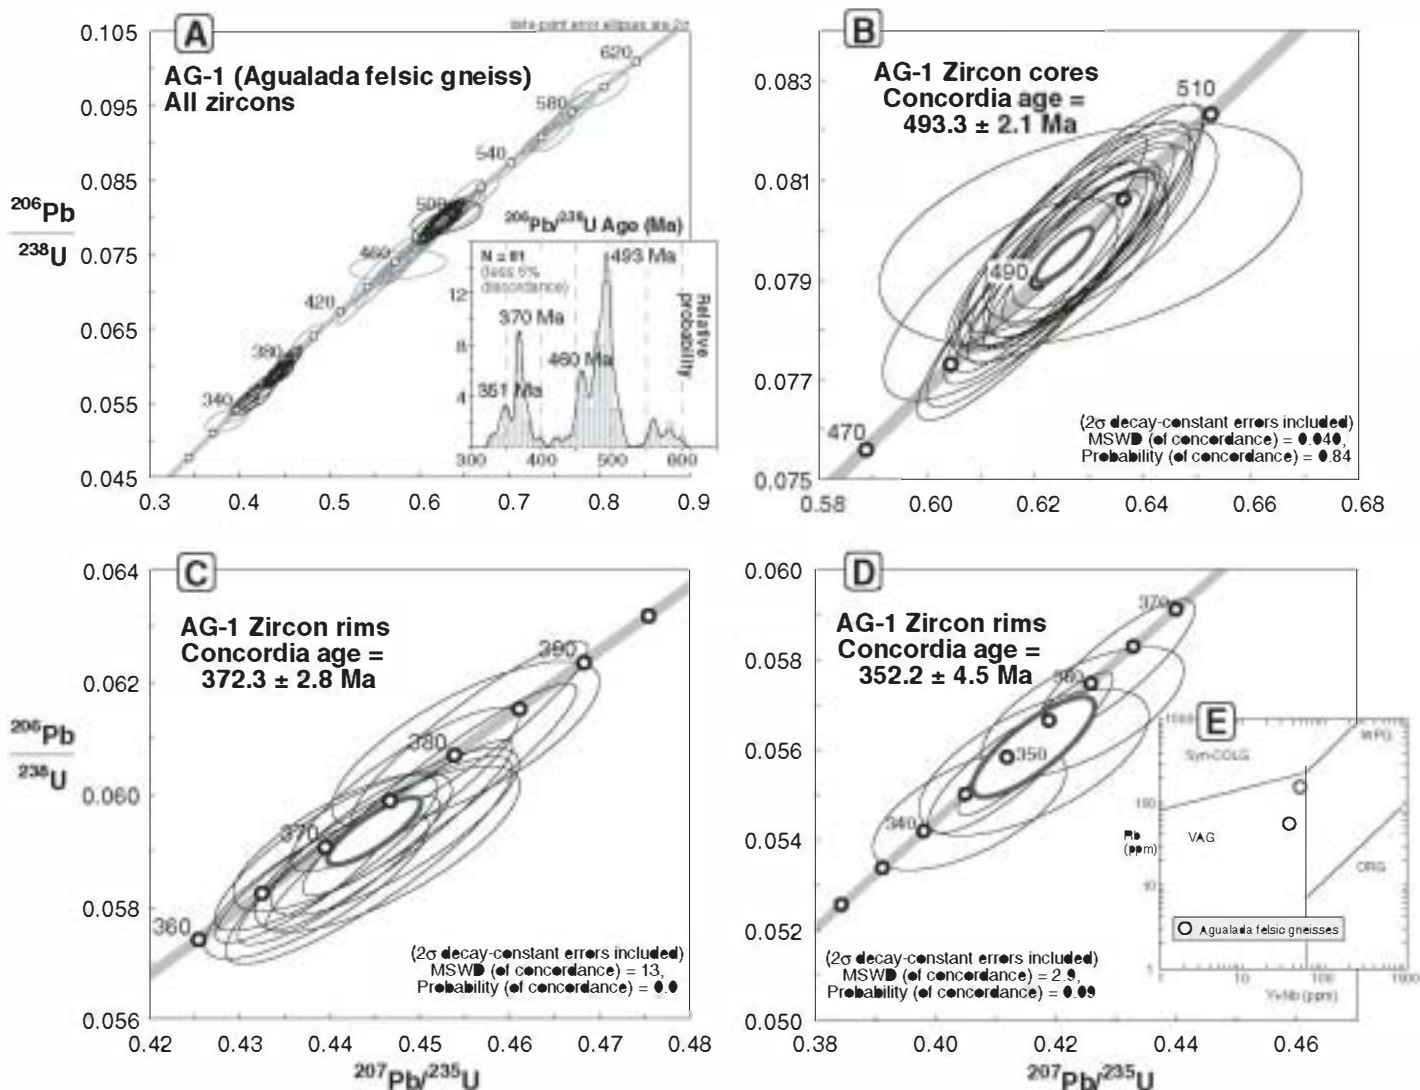 A
data-point error ellipses are 2σ
AG-1 (Agualada felsic gneiss)
All zircons
0.105
0.095
0.085
0.075
0.065
0.055
0.045
206Pb
238U
620
580
540
500
460
420
380
340
206Pb/238U Age (Ma)
N = 81
(less 5%
discordance)
493 Ma
370 Ma
460 Ma
351 Ma
Relative
probability
12
8
4
300 400 500 600
0.3 0.4 0.5 0.6 0.7 0.8 0.9
B
AG-1 Zircon cores
Concordia age =
493.3 ± 2.1 Ma
0.083
0.081
0.079
0.077
0.075
510
490
470
(2σ decay-constant errors included)
MSWD (of concordance) = 0.040,
Probability (of concordance) = 0.84
0.58 0.60 0.62 0.64 0.66 0.68
C
AG-1 Zircon rims
Concordia age =
372.3 ± 2.8 Ma
0.064
0.062
0.060
0.058
0.056
206Pb
238U
390
380
370
360
(2σ decay-constant errors included)
MSWD (of concordance) = 13,
Probability (of concordance) = 0.0
0.42 0.43 0.44 0.45 0.46 0.47 0.48
207Pb/235U
D
AG-1 Zircon rims
Concordia age =
352.2 ± 4.5 Ma
0.060
0.058
0.056
0.054
0.052
0.050
370
360
350
340
(2σ decay-constant errors included)
MSWD (of concordance) = 2.9,
Probability (of concordance) = 0.09
0.38 0.40 0.42 0.44 0.46
207Pb/235U
E
1000
Syn-COLG
WPG
100
Rb
(ppm)
VAG
ORG
10
Agualada felsic gneisses
1
10 100 1000
Y+Nb (ppm)